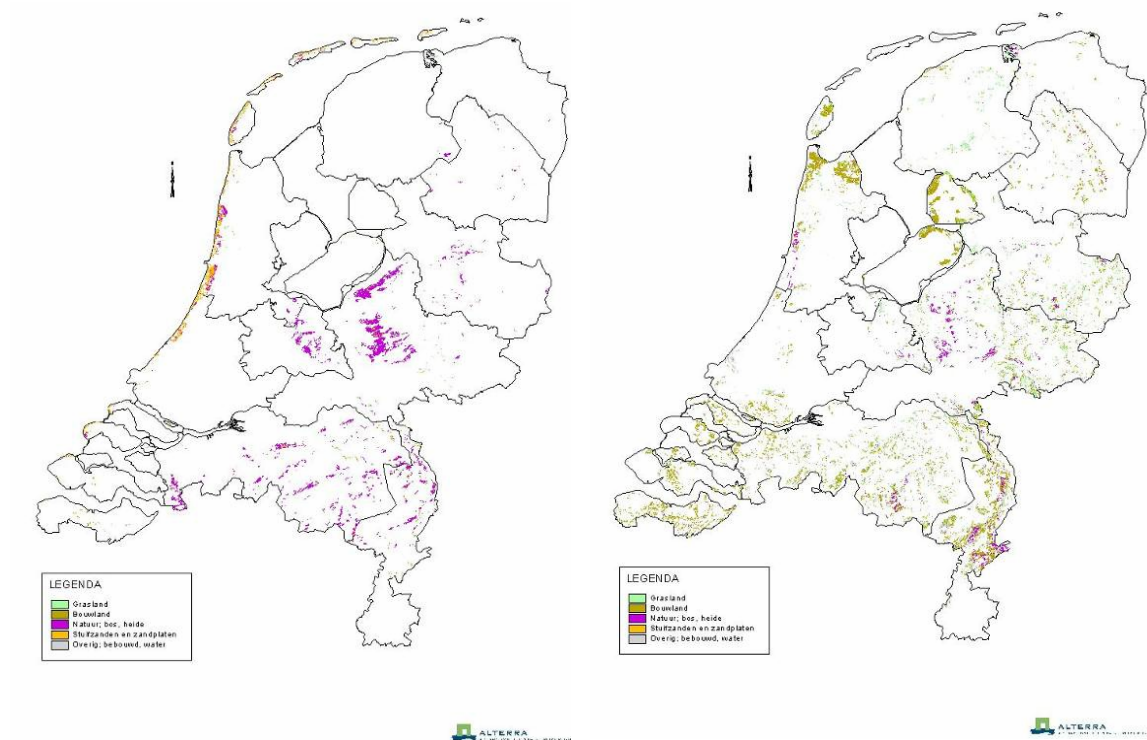 LEGENDA
Grasland
Bouwland
Natuur; bos, heide
Stuifzanden en zandplaten
Overig; bebouwd, water
ALTERRA
LEGENDA
Grasland
Bouwland
Natuur; bos, heide
Stuifzanden en zandplaten
Overig; bebouwd, water
ALTERRA